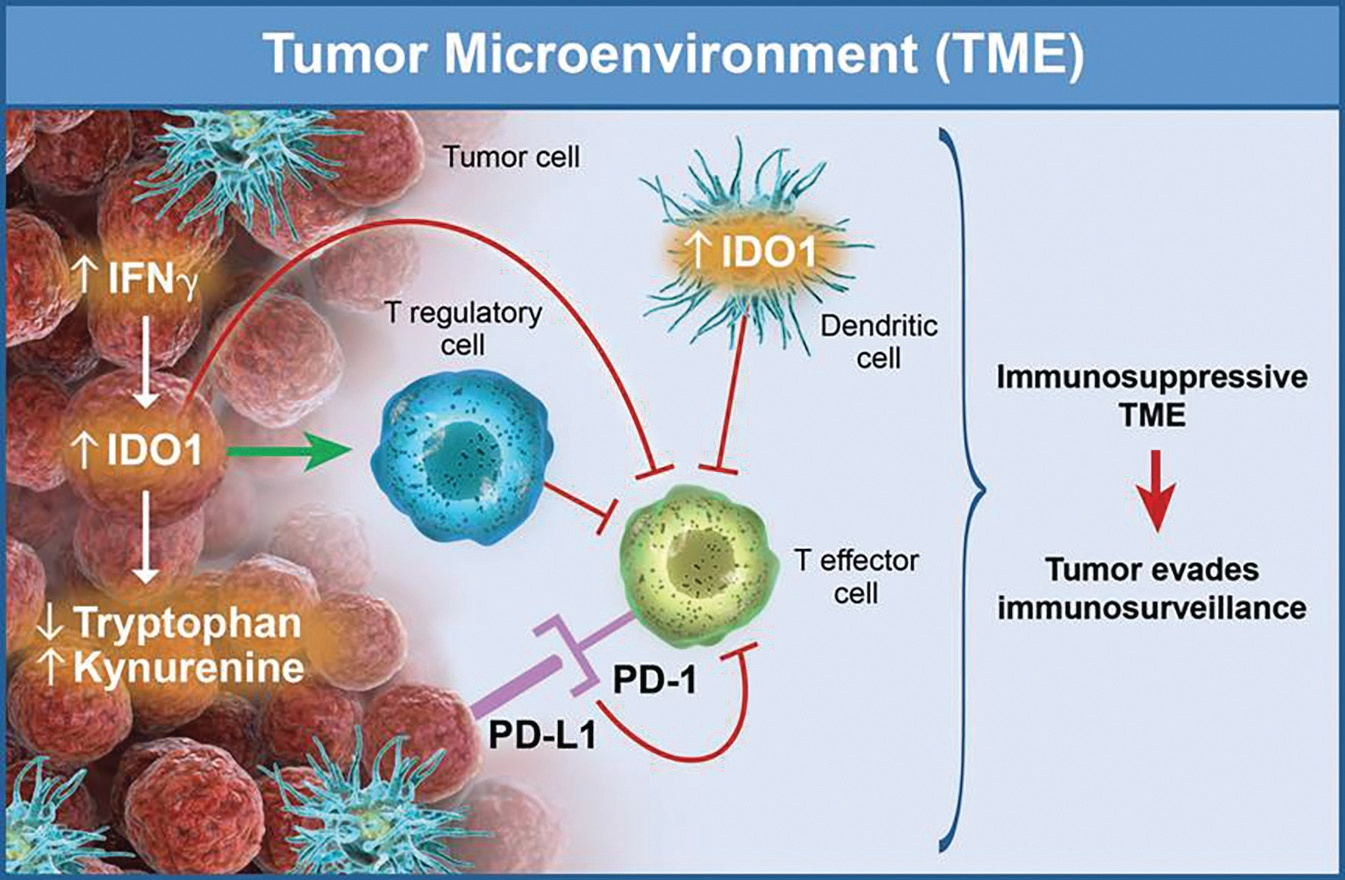 Tumor Microenvironment (TME)
Tumor cell
↑ IFNγ
↑ IDO1
↓ Tryptophan
↑ Kynurenine
T regulatory
cell
↑ IDO1
Dendritic
cell
T effector
cell
PD-1
PD-L1
Immunosuppressive
TME
Tumor evades
immunosurveillance